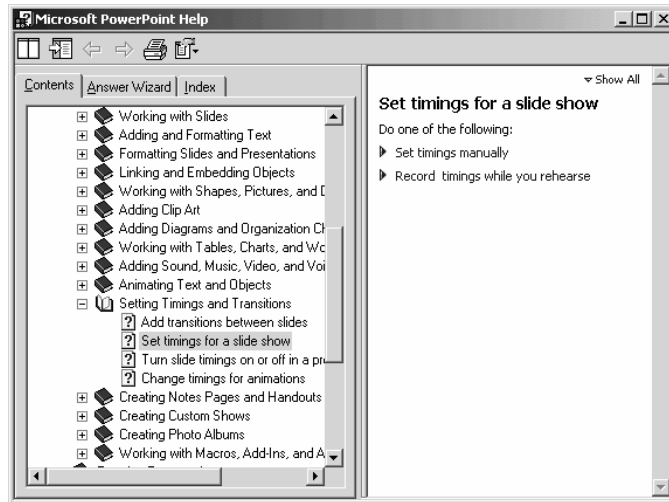 Microsoft PowerPoint Help
Contents Answer Wizard Index
Working with Slides
Adding and Formatting Text
Formatting Slides and Presentations
Linking and Embedding Objects
Working with Shapes, Pictures, and D
Adding Clip Art
Adding Diagrams and Organization Ch
Working with Tables, Charts, and Wo
Adding Sound, Music, Video, and Voi
Animating Text and Objects
Setting Timings and Transitions
Add transitions between slides
Set timings for a slide show
Turn slide timings on or off in a pre
Change timings for animations
Creating Notes Pages and Handouts
Creating Custom Shows
Creating Photo Albums
Working with Macros, Add-Ins, and A
Show All
Set timings for a slide show
Do one of the following:
Set timings manually
Record timings while you rehearse